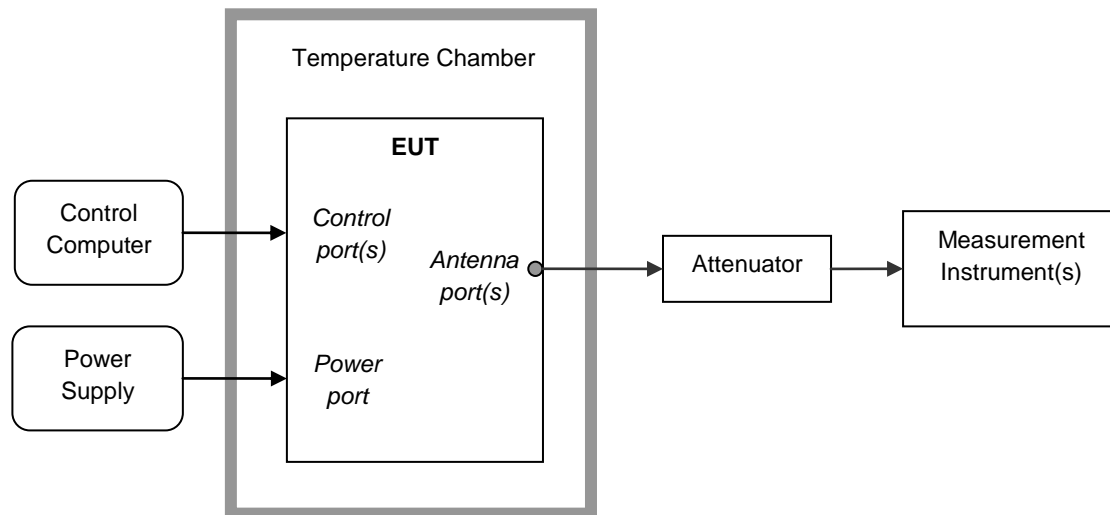 Temperature Chamber
EUT
Control
Computer
Control
port(s)
Antenna
port(s)
Attenuator
Measurement
Instrument(s)
Power
Supply
Power
port